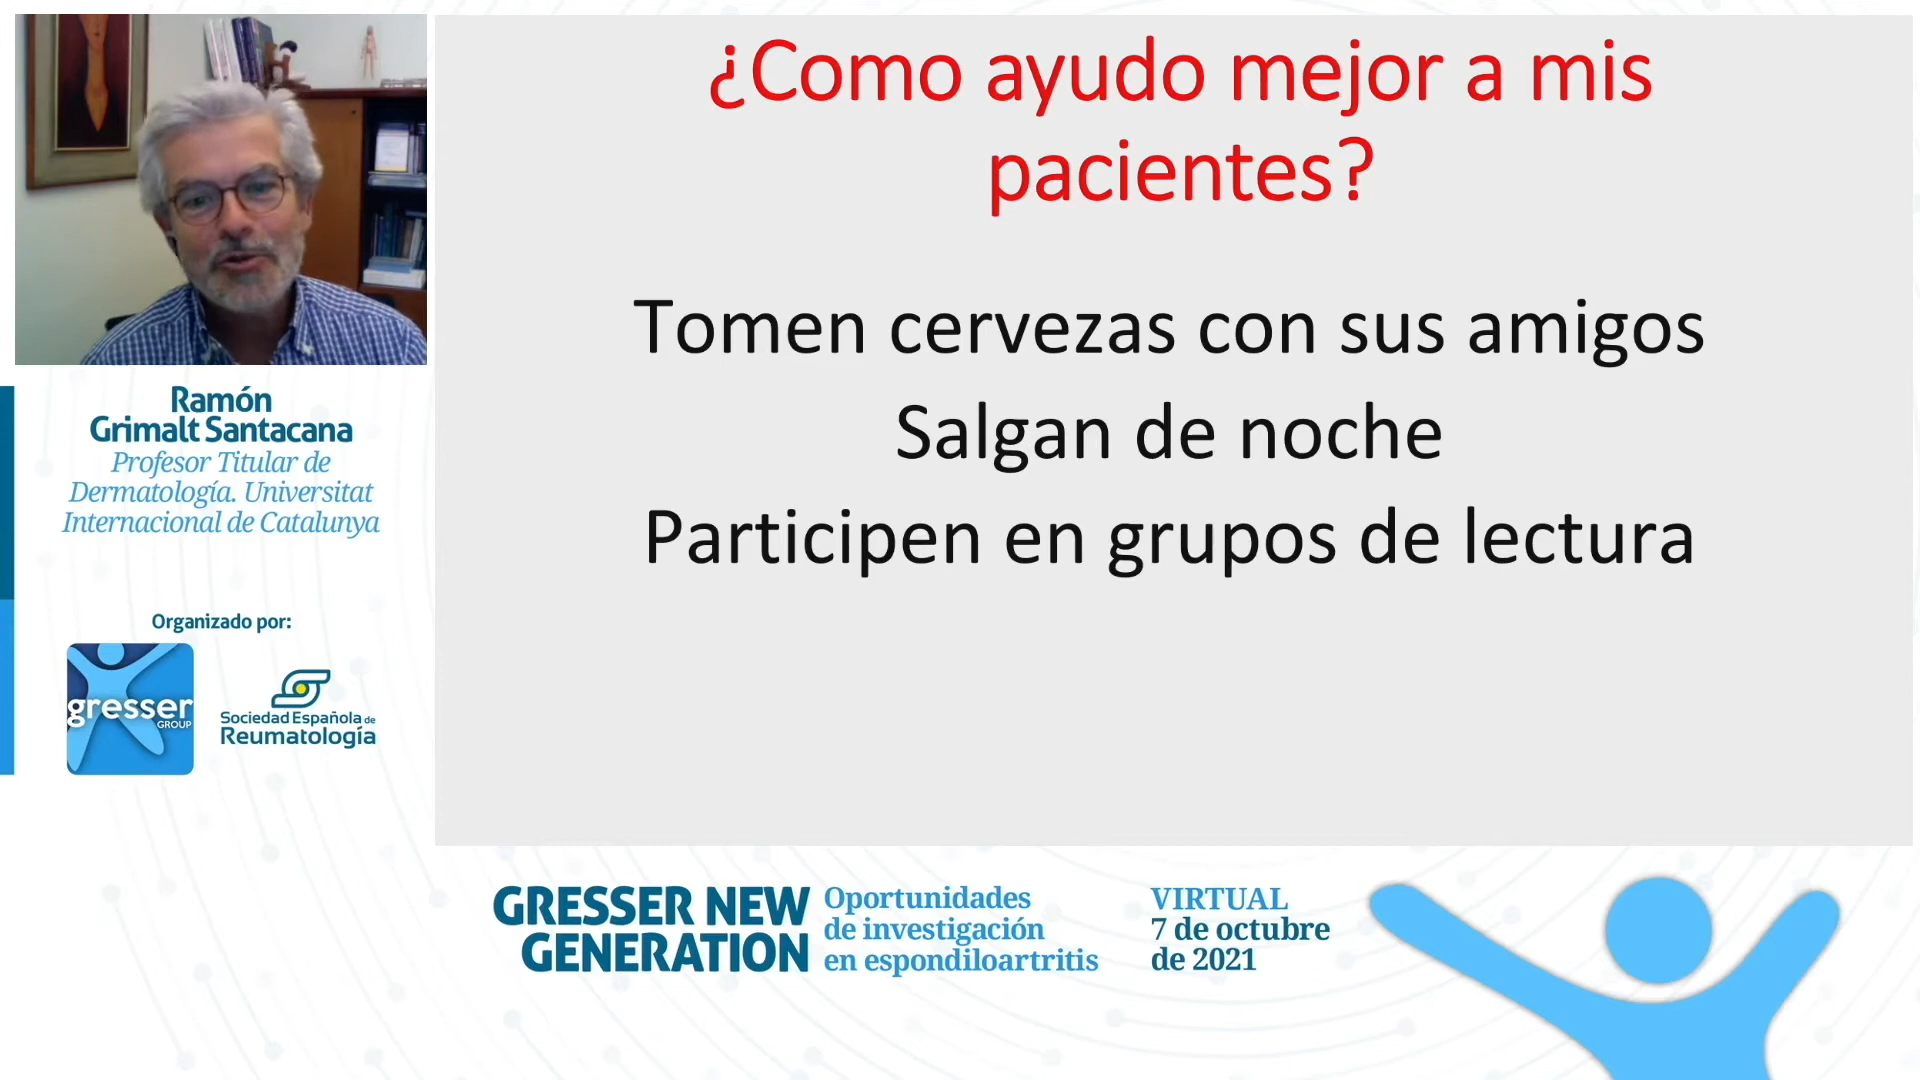 ¿Como ayudo mejor a mis
pacientes?
Tomen cervezas con sus amigos
Salgan de noche
Participen en grupos de lectura
Ramón
Grimalt Santacana
Profesor Titular de
Dermatología. Universitat
Internacional de Catalunya
Organizado por:
gresser
GROUP
Sociedad Española de
Reumatología
GRESSER NEW
GENERATION
Oportunidades
de investigación
en espondiloartritis
VIRTUAL
7 de octubre
de 2021